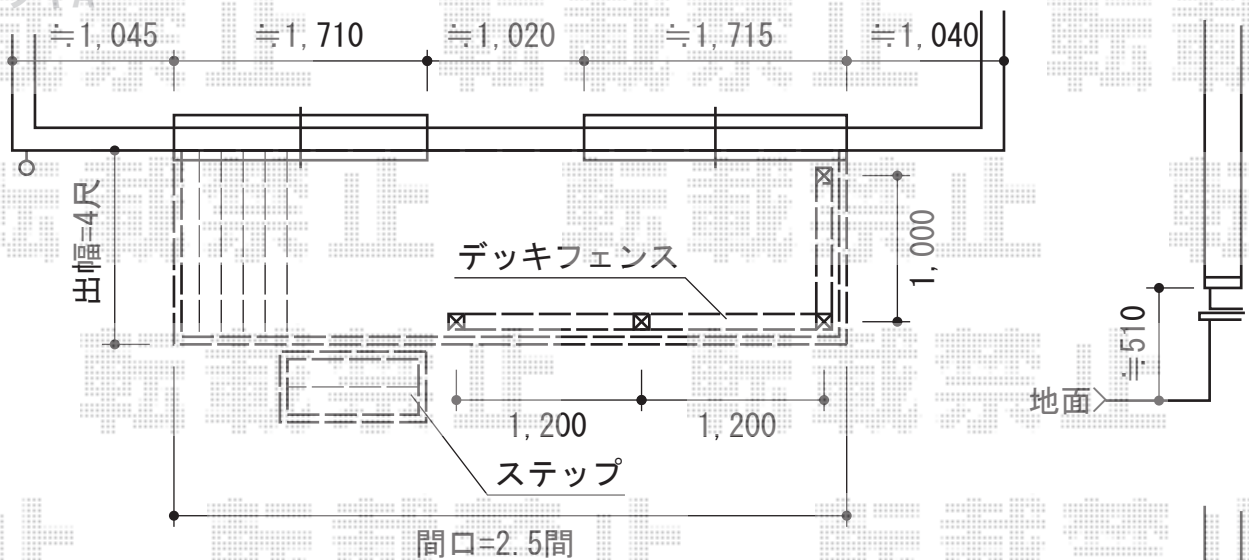 ≒1,045
≒1,710
≒1,020
≒1,715
≒1,040
出幅=4尺
デッキフェンス
1,000
≒510
地面
1,200
1,200
ステップ
間口=2.5間